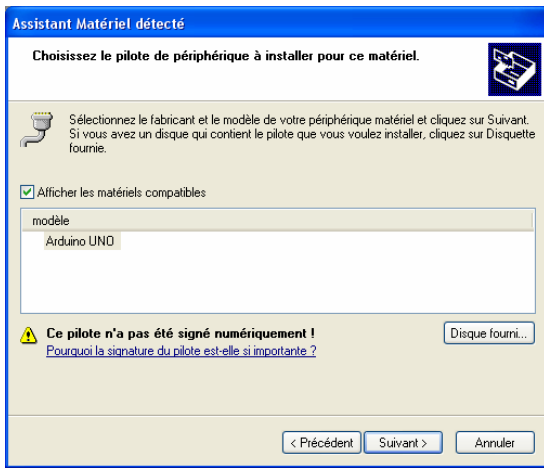 Assistant Matériel détecté
Choisissez le pilote de périphérique à installer pour ce matériel.
Sélectionnez le fabricant et le modèle de votre périphérique matériel et cliquez sur Suivant.
Si vous avez un disque qui contient le pilote que vous voulez installer, cliquez sur Disquette
fournie.
Afficher les matériels compatibles
modèle
Arduino UNO
Ce pilote n'a pas été signé numériquement !
Disque fourni...
Pourquoi la signature du pilote est-elle si importante ?
< Précédent
Suivant >
Annuler